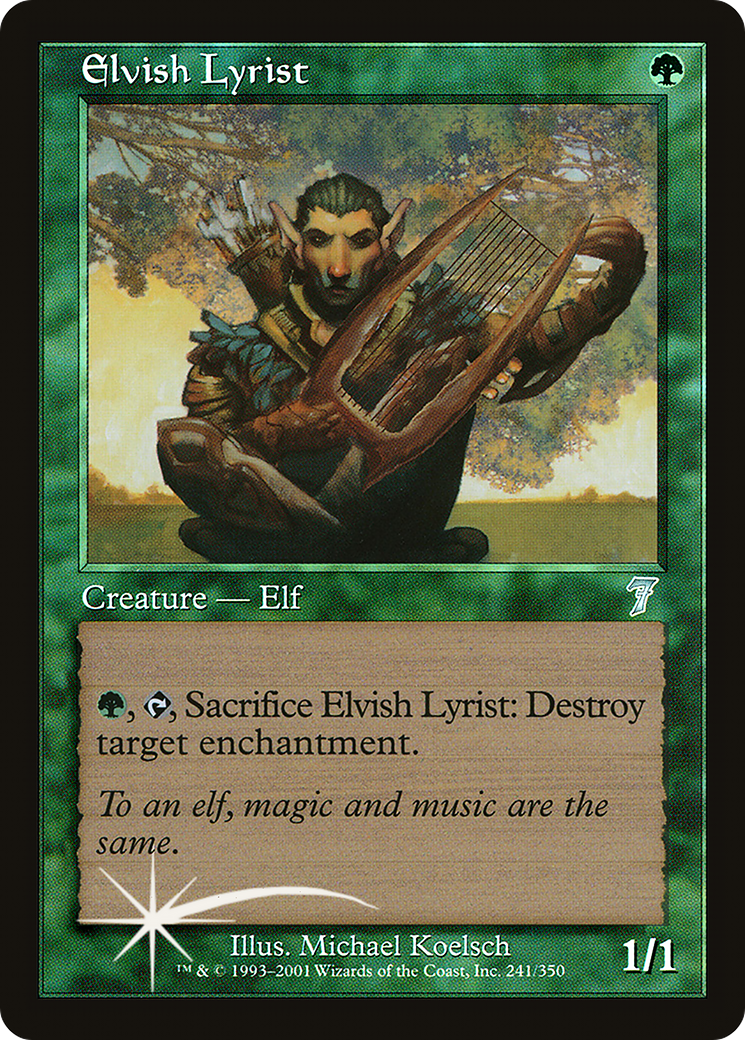 Elvish Lyrist
Creature — Elf
7
, , Sacrifice Elvish Lyrist: Destroy
target enchantment.
To an elf, magic and music are the
same.
Illus. Michael Koelsch
1/1
™ & © 1993–2001 Wizards of the Coast, Inc. 241/350